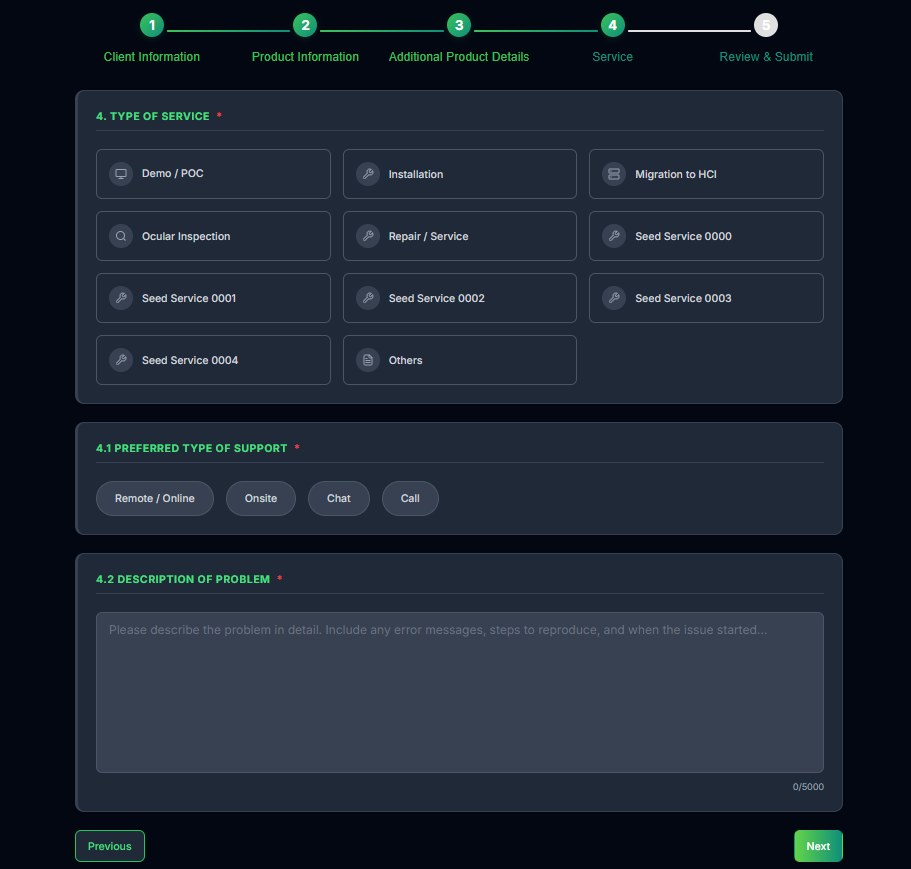 1 2 3 4 5
Client Information Product Information Additional Product Details Service Review & Submit
4. TYPE OF SERVICE *
Demo / POC Installation Migration to HCI
Ocular Inspection Repair / Service Seed Service 0000
Seed Service 0001 Seed Service 0002 Seed Service 0003
Seed Service 0004 Others
4.1 PREFERRED TYPE OF SUPPORT *
Remote / Online Onsite Chat Call
4.2 DESCRIPTION OF PROBLEM *
Please describe the problem in detail. Include any error messages, steps to reproduce, and when the issue started...
0/5000
Previous Next